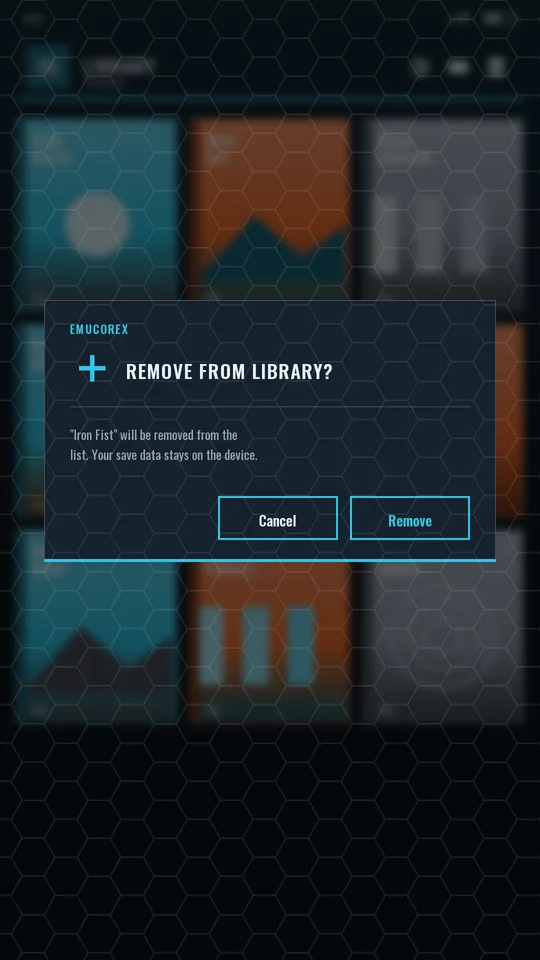 EMUCOREX
REMOVE FROM LIBRARY?
"Iron Fist" will be removed from the
list. Your save data stays on the device.
Cancel
Remove